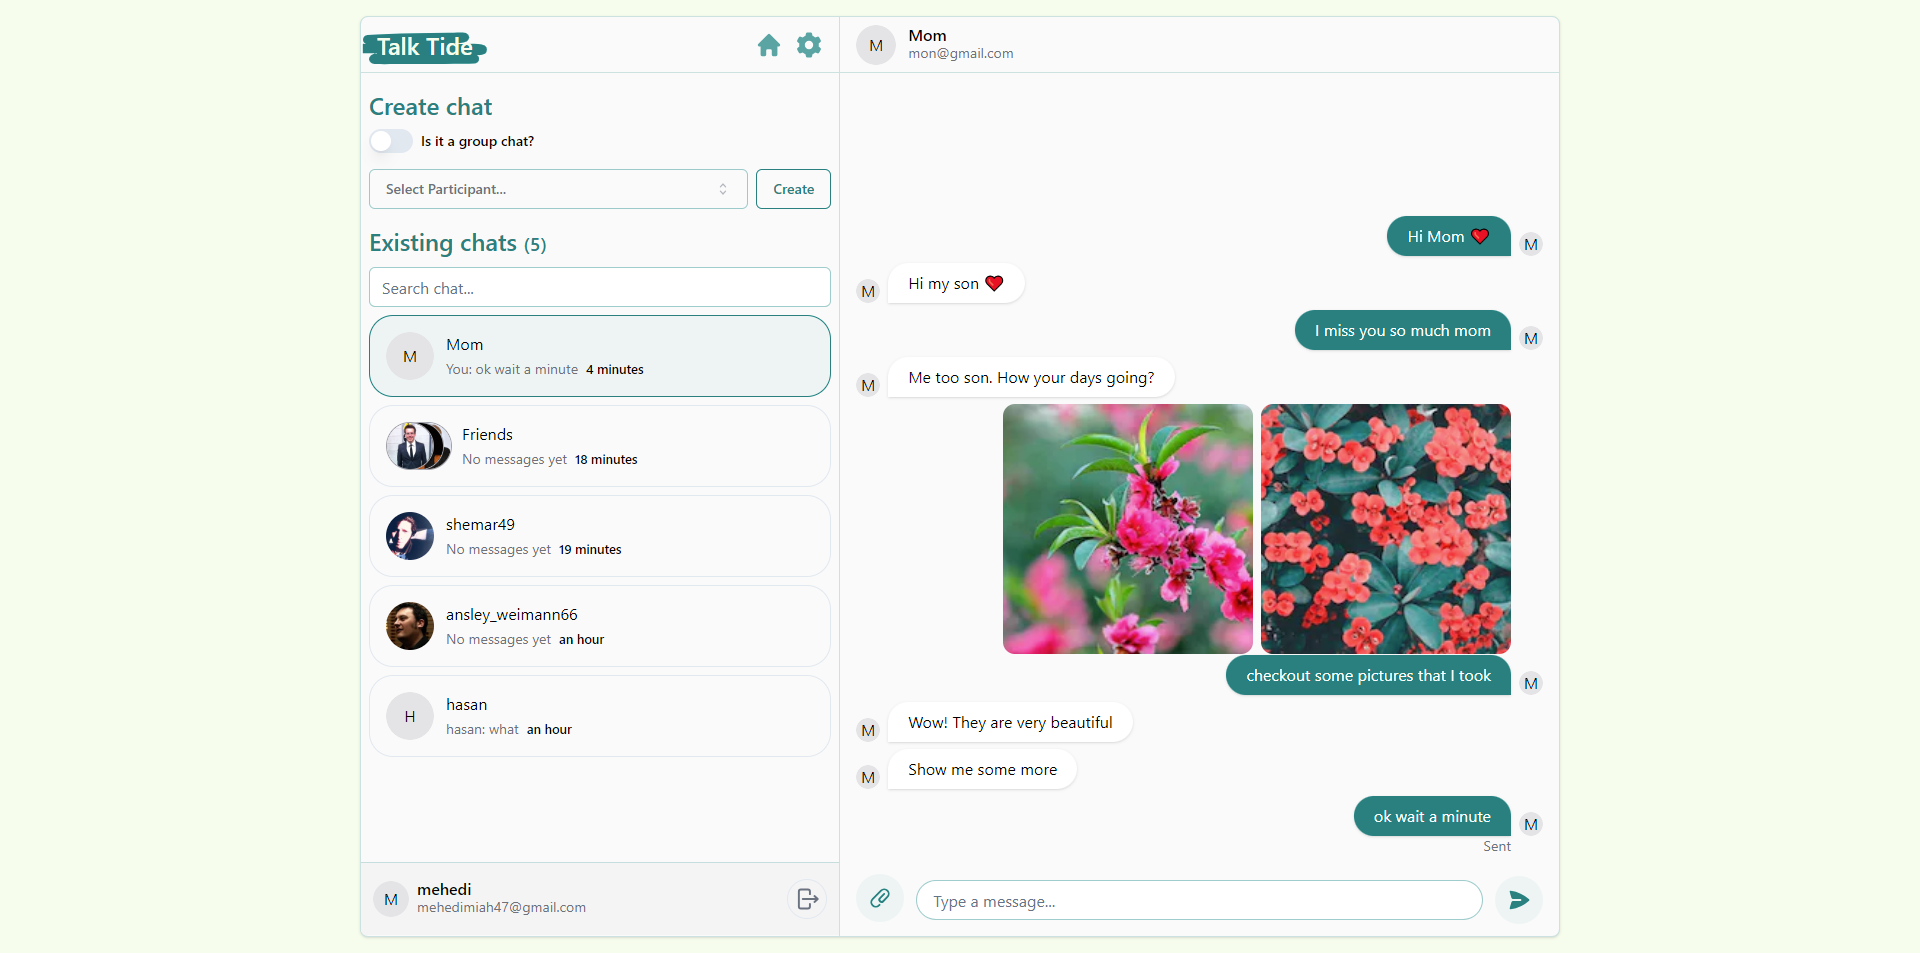 Talk Tide
Create chat
Is it a group chat?
Select Participant...
Create
Existing chats (5)
Search chat...
M
Mom
You: ok wait a minute 4 minutes
Friends
No messages yet 18 minutes
shemar49
No messages yet 19 minutes
ansley_weimann66
No messages yet an hour
H
hasan
hasan: what an hour
M
mehedi
mehedimiah47@gmail.com
M
Mom
mon@gmail.com
Hi Mom ❤️
M
Hi my son ❤️
M
I miss you so much mom
M
Me too son. How your days going?
M
checkout some pictures that I took
M
Wow! They are very beautiful
M
Show me some more
M
ok wait a minute
M
Sent
Type a message...